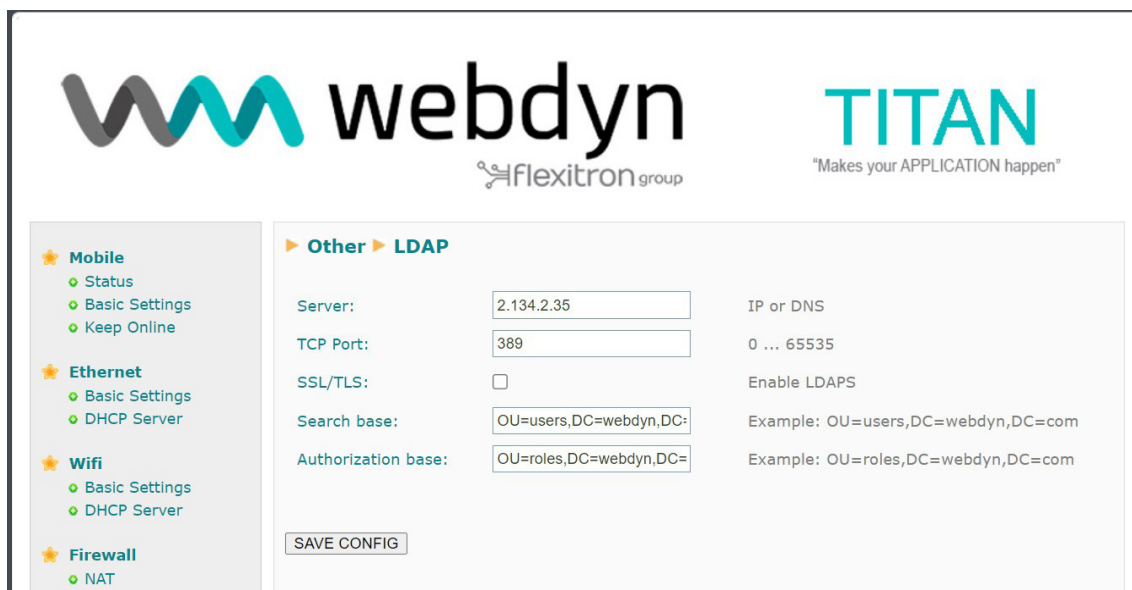 webdyn
flexitron group
TITAN
"Makes your APPLICATION happen"
Mobile
Status
Basic Settings
Keep Online
Ethernet
Basic Settings
DHCP Server
Wifi
Basic Settings
DHCP Server
Firewall
NAT
Other LDAP
Server: 2.134.2.35 IP or DNS
TCP Port: 389 0 ... 65535
SSL/TLS: Enable LDAPS
Search base: OU=users,DC=webdyn,DC= Example: OU=users,DC=webdyn,DC=com
Authorization base: OU=roles,DC=webdyn,DC= Example: OU=roles,DC=webdyn,DC=com
SAVE CONFIG